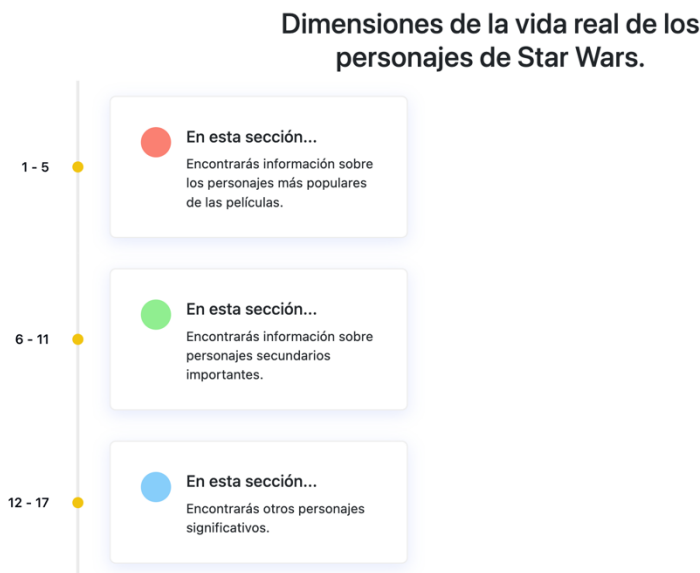 Dimensiones de la vida real de los
personajes de Star Wars.
1 - 5
En esta sección...
Encontrarás información sobre
los personajes más populares
de las películas.
6 - 11
En esta sección...
Encontrarás información sobre
personajes secundarios
importantes.
12 - 17
En esta sección...
Encontrarás otros personajes
significativos.